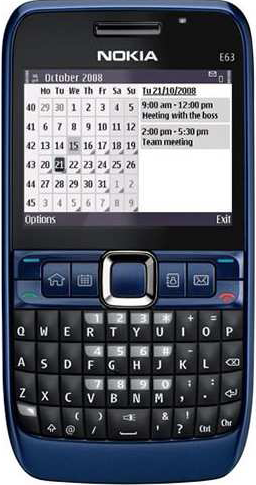 NOKIA E63
October 2008
Mo Tu We Th Fr Sa Su
40 29 30 1 2 3 4 5
41 6 7 8 9 10 11 12
42 13 14 15 16 17 18 19
43 20 21 22 23 24 25 26
44 27 28 29 30 31 1 2
45 3 4 5 6 7 8 9
Tu 21/10/2008
9:00 am - 12:00 pm
Meeting with the boss
2:00 pm - 5:30 pm
Team meeting
Options Exit
1 2 3 * + =
Q W E R T Y U I O P
4 5 6 # -
A S D F G H J K L
7 8 9 : ;
Z X C V B N M , .
0 ( ) & !
@ / _ ' ? Ctrl Chr